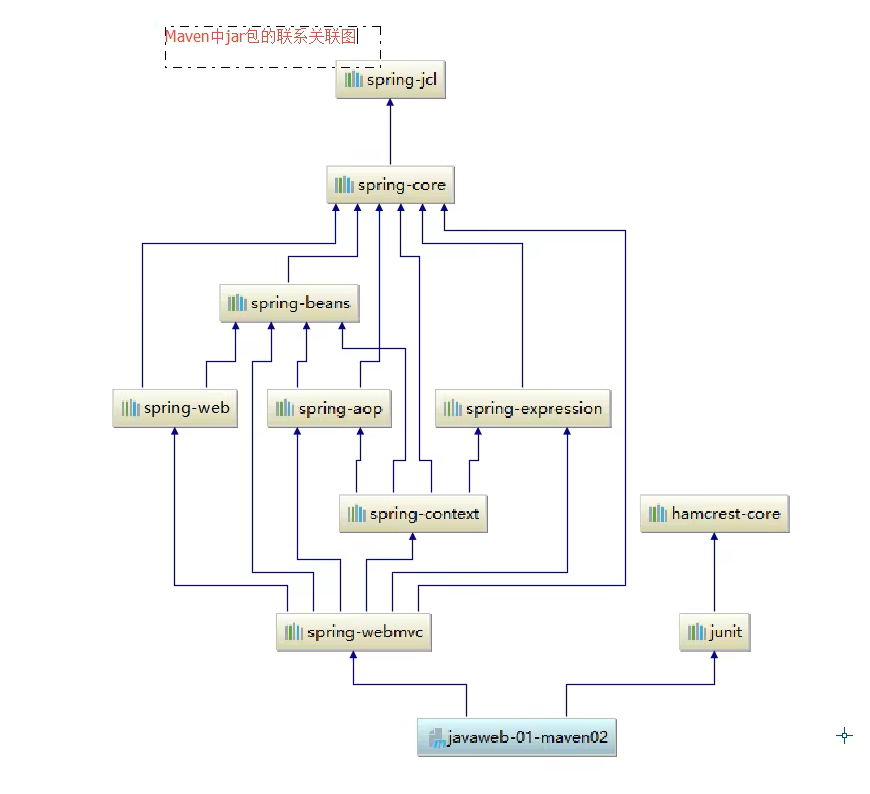 Maven中jar包的联系关联图
spring-jcl
spring-core
spring-beans
spring-web
spring-aop
spring-expression
spring-context
hamcrest-core
spring-webmvc
junit
javaweb-01-maven02